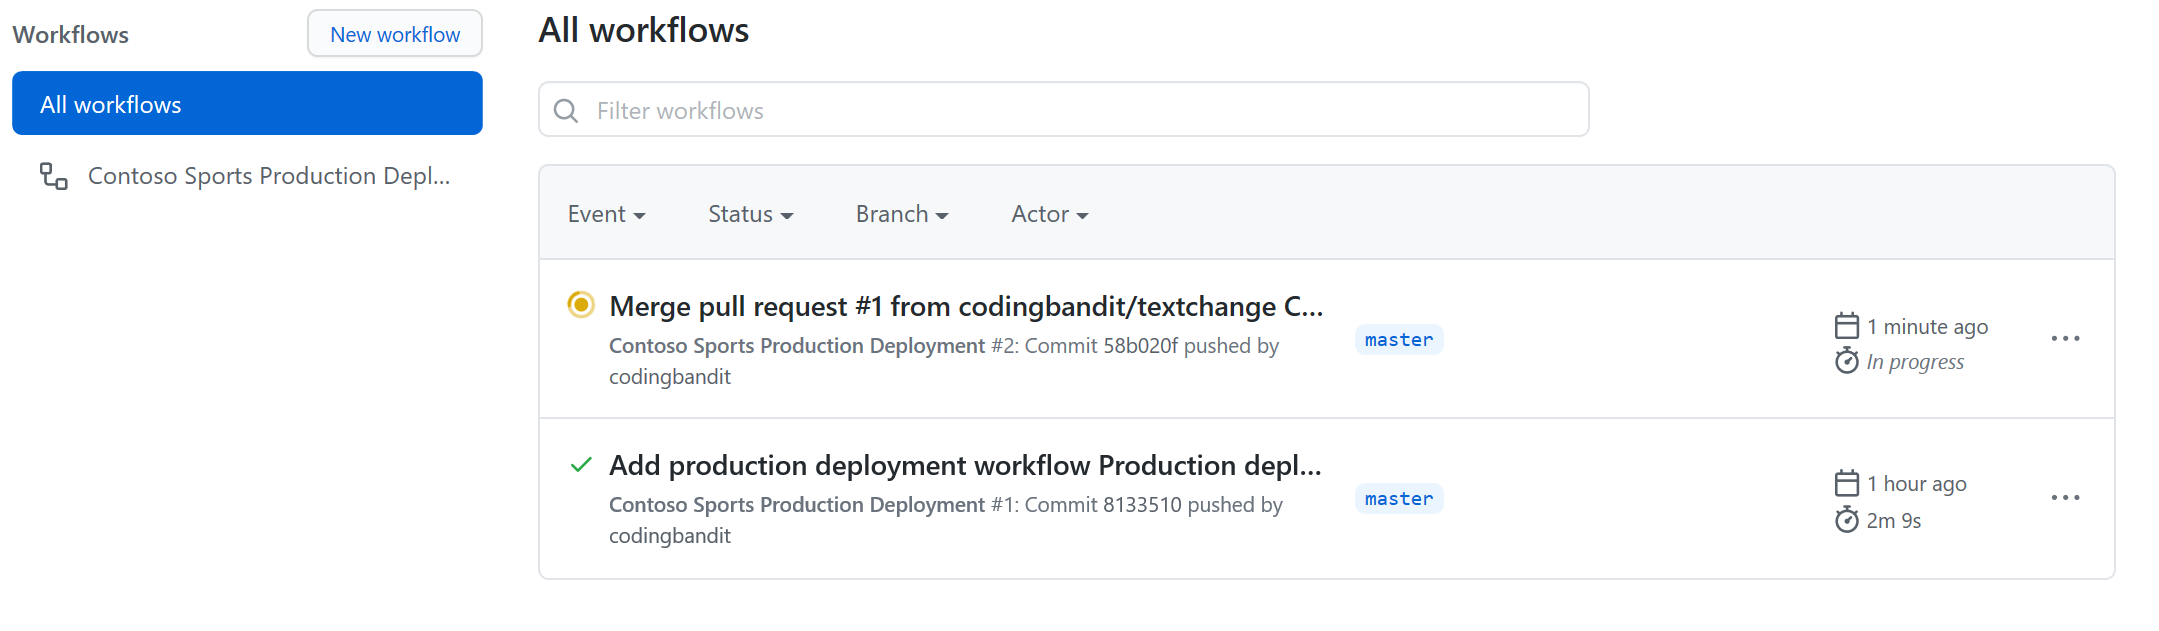 Workflows
New workflow
All workflows
Contoso Sports Production Depl...
All workflows
Filter workflows
Event Status Branch Actor
Merge pull request #1 from codingbandit/textchange C...
Contoso Sports Production Deployment #2: Commit 58b020f pushed by
codingbandit
master
1 minute ago
In progress
Add production deployment workflow Production depl...
Contoso Sports Production Deployment #1: Commit 8133510 pushed by
codingbandit
master
1 hour ago
2m 9s